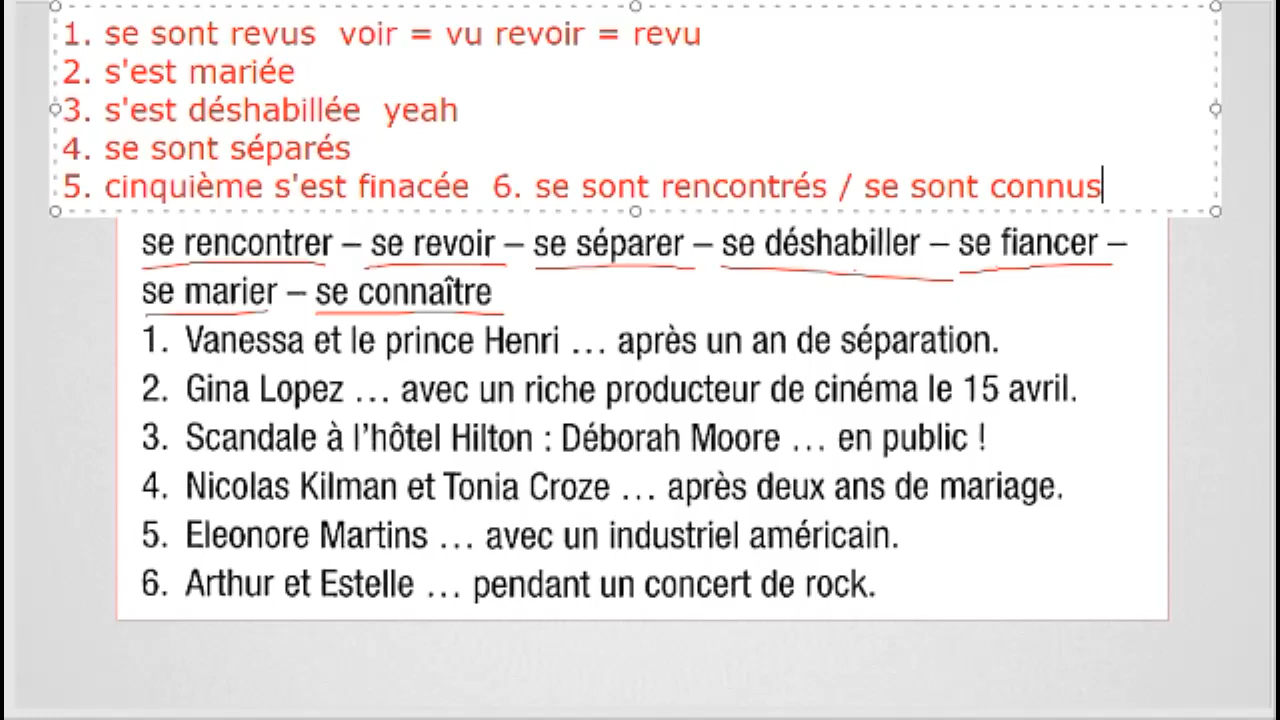 1. se sont revus  voir = vu revoir = revu
2. s'est mariée
3. s'est déshabillée  yeah
4. se sont séparés
5. cinquième s'est finacée  6. se sont rencontrés / se sont connus
se rencontrer – se revoir – se séparer – se déshabiller – se fiancer –
se marier – se connaître
1. Vanessa et le prince Henri … après un an de séparation.
2. Gina Lopez … avec un riche producteur de cinéma le 15 avril.
3. Scandale à l'hôtel Hilton : Déborah Moore … en public !
4. Nicolas Kilman et Tonia Croze … après deux ans de mariage.
5. Eleonore Martins … avec un industriel américain.
6. Arthur et Estelle … pendant un concert de rock.